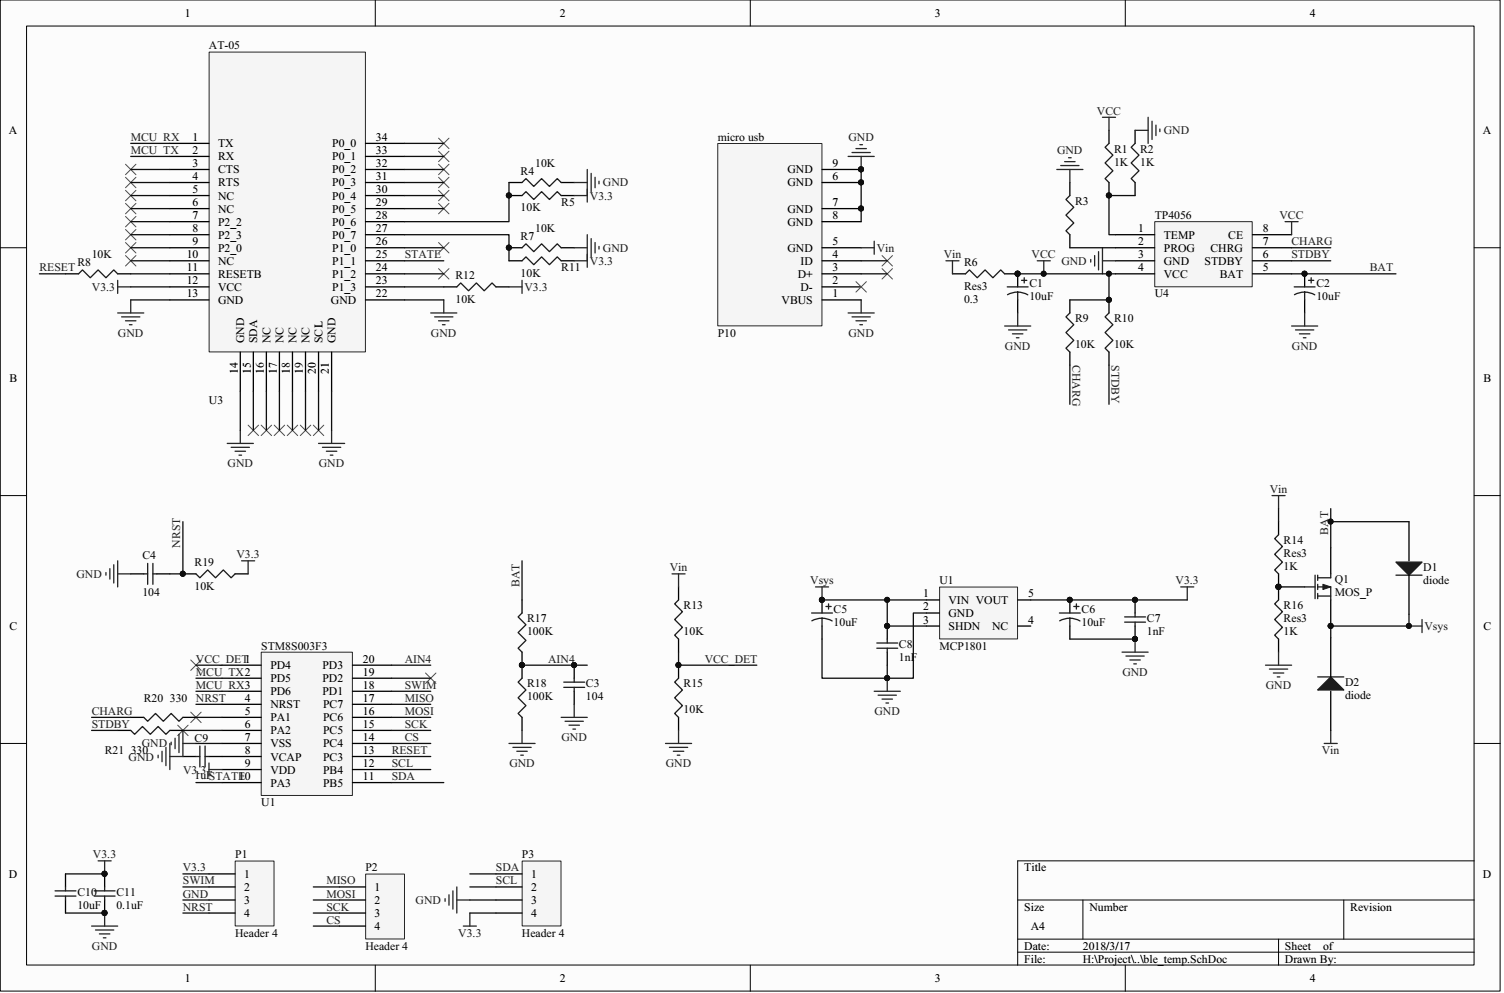 1 2 3 4
A A
B B
C C
D D
AT-05
MCU_RX 1 TX P0_0 34
MCU_TX 2 RX P0_1 33
3 CTS P0_2 32
4 RTS P0_3 31
5 NC P0_4 30
6 NC P0_5 29
7 P2_2 P0_6 28
8 P2_3 P0_7 27
9 P2_0 P1_0 26
10 NC P1_1 25 STATE
11 RESETB P1_2 24
12 VCC P1_3 23
13 GND GND 22
RESET R8 10K
V3.3
GND
GND SDA NC NC NC NC SCL GND
14 15 16 17 18 19 20 21
U3
GND GND
GND
R4 10K GND
10K R5 V3.3
R7 10K GND
10K R11 V3.3
R12 10K V3.3
micro usb
GND
GND 9
GND 6
GND 7
GND 8
GND 5 Vin
ID 4
D+ 3
D- 2
VBUS 1
P10
GND
VCC
GND
R1 1K
R2 1K
GND
R3
TP4056
1 TEMP CE 8 VCC
2 PROG CHRG 7 CHARG
GND 3 GND STDBY 6 STDBY
4 VCC BAT 5 BAT
U4
Vin
R6
Res3
0.3
VCC
C1
10uF
GND
R9
10K
CHARG
R10
10K
STDBY
C2
10uF
GND
NRST
GND C4 104
R19 10K V3.3
STM8S003F3
VCC_DET 1 PD4 PD3 20 AIN4
MCU_TX 2 PD5 PD2 19
MCU_RX 3 PD6 PD1 18 SWIM
NRST 4 NRST PC7 17 MISO
5 PA1 PC6 16 MOSI
6 PA2 PC5 15 SCK
7 VSS PC4 14 CS
8 VCAP PC3 13 RESET
9 VDD PB4 12 SCL
STATE 10 PA3 PB5 11 SDA
U1
R20 330
CHARG
STDBY
R21 330
GND
GND
C9
1uF
V3.3
BAT
R17
100K
AIN4
R18
100K
C3
104
GND
GND
Vin
R13
10K
VCC_DET
R15
10K
GND
Vsys
C5
10uF
C8
1nF
GND
U1
1 VIN VOUT 5
2 GND
3 SHDN NC 4
MCP1801
V3.3
C6
10uF
C7
1nF
GND
Vin
R14
Res3
1K
R16
Res3
1K
GND
BAT
Q1
MOS_P
D1
diode
Vsys
D2
diode
Vin
V3.3
C10
10uF
C11
0.1uF
GND
P1
V3.3 1
SWIM 2
GND 3
NRST 4
Header 4
P2
MISO 1
MOSI 2
SCK 3
CS 4
Header 4
P3
SDA 1
SCL 2
GND 3
4
V3.3
Header 4
Title
Size Number Revision
A4
Date: 2018/3/17 Sheet of
File: H:\Project\..\ble_temp.SchDoc Drawn By:
1 2 3 4